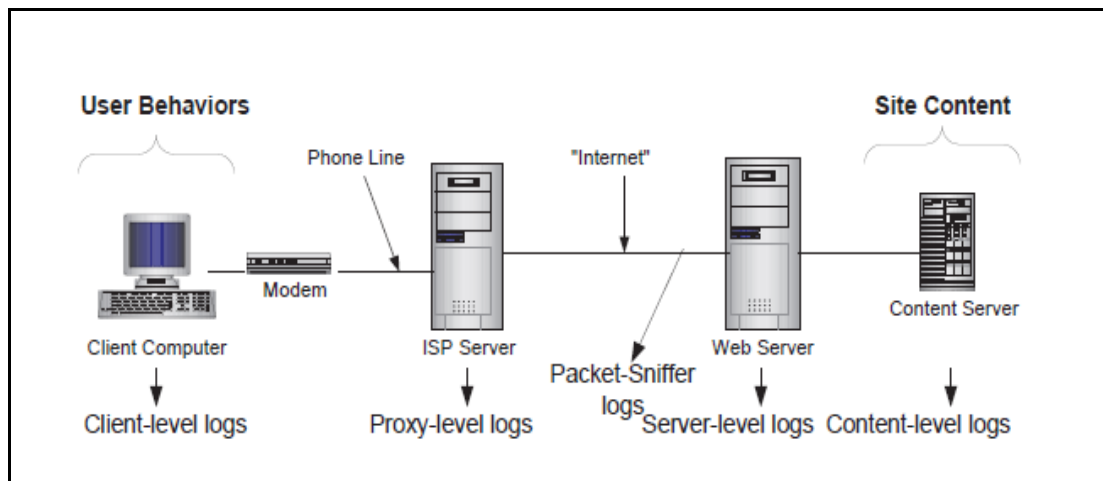 User Behaviors
Site Content
Phone Line
"Internet"
Modem
Content Server
Client Computer
ISP Server
Web Server
Packet-Sniffer
logs
Client-level logs
Proxy-level logs
Server-level logs
Content-level logs